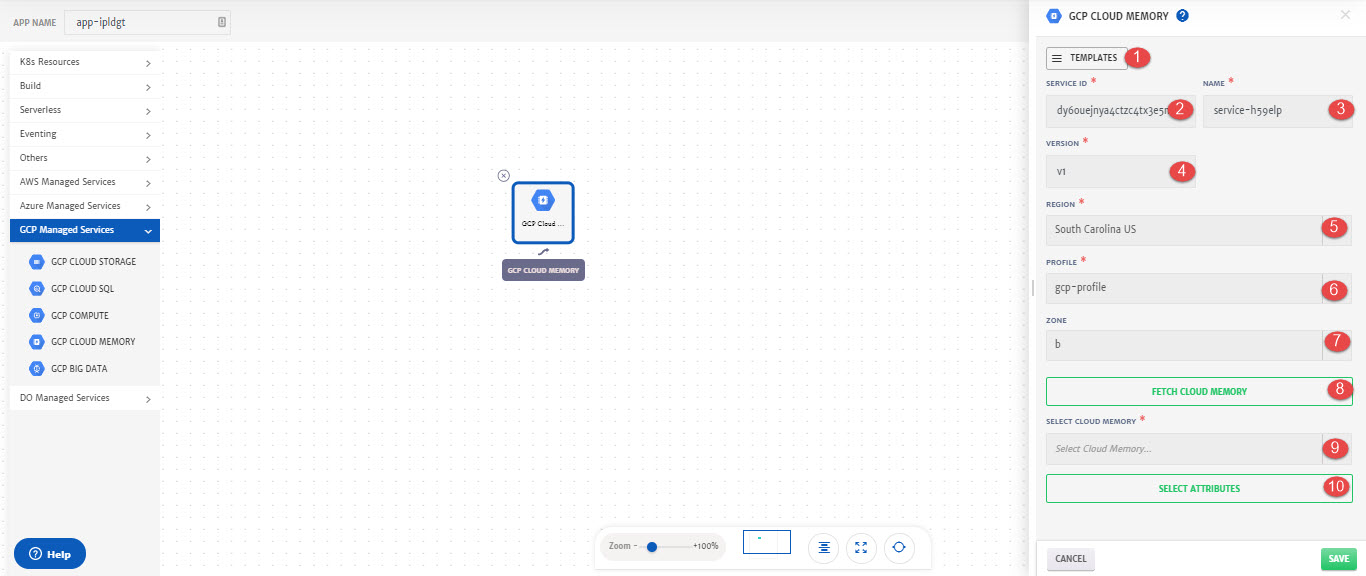 APP NAME
app-ipldgt
K8s Resources
Build
Serverless
Eventing
Others
AWS Managed Services
Azure Managed Services
GCP Managed Services
GCP CLOUD STORAGE
GCP CLOUD SQL
GCP COMPUTE
GCP CLOUD MEMORY
GCP BIG DATA
DO Managed Services
Help
GCP Cloud ...
GCP CLOUD MEMORY
Zoom - +100%
GCP CLOUD MEMORY ?
TEMPLATES 1
SERVICE ID * NAME *
dy6ouejnya4ctzc4tx3e5r 2 service-h59elp 3
VERSION *
v1 4
REGION *
South Carolina US 5
PROFILE *
gcp-profile 6
ZONE
b 7
FETCH CLOUD MEMORY 8
SELECT CLOUD MEMORY *
Select Cloud Memory... 9
SELECT ATTRIBUTES 10
CANCEL SAVE